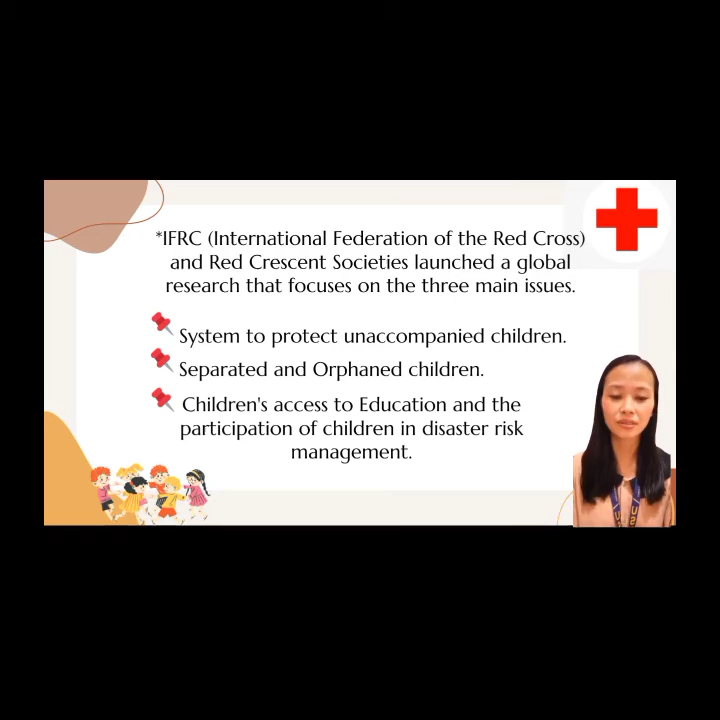 *IFRC (International Federation of the Red Cross)
and Red Crescent Societies launched a global
research that focuses on the three main issues.
System to protect unaccompanied children.
Separated and Orphaned children.
Children's access to Education and the
participation of children in disaster risk
management.